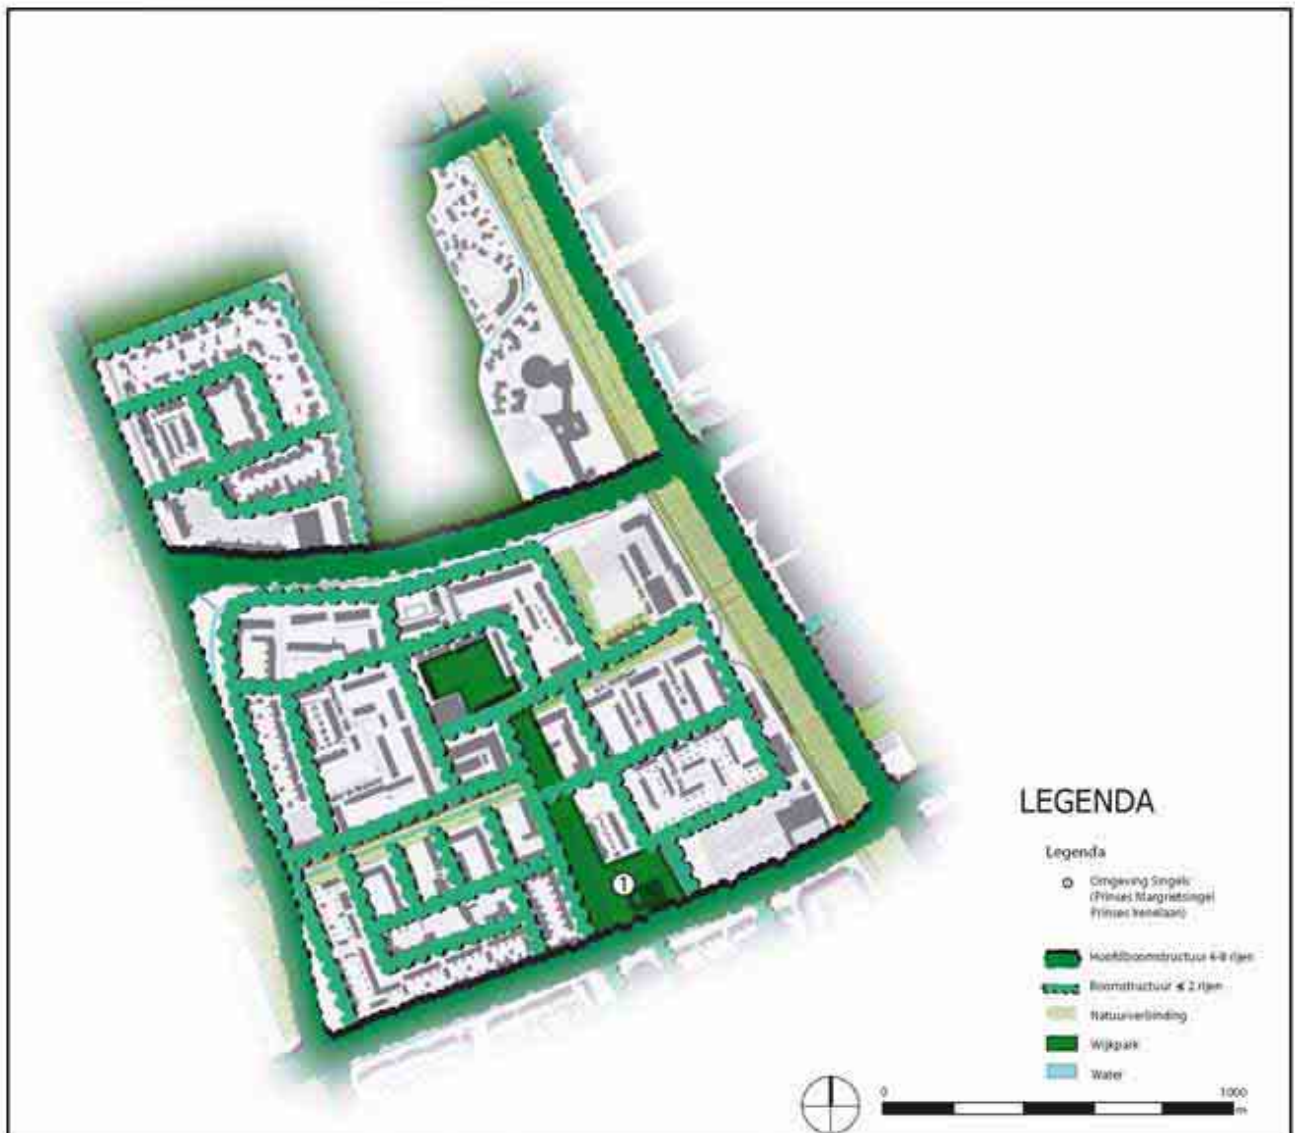 1
LEGENDA
Legenda
Omgeving Singels
(Prinses Margrietsingel
Prinses Irenelaan)
Hoofdboomstructuur 4-8 rijen
Boomstructuur ≤ 2 rijen
Natuurverbinding
Wijkpark
Water
0 1000
m